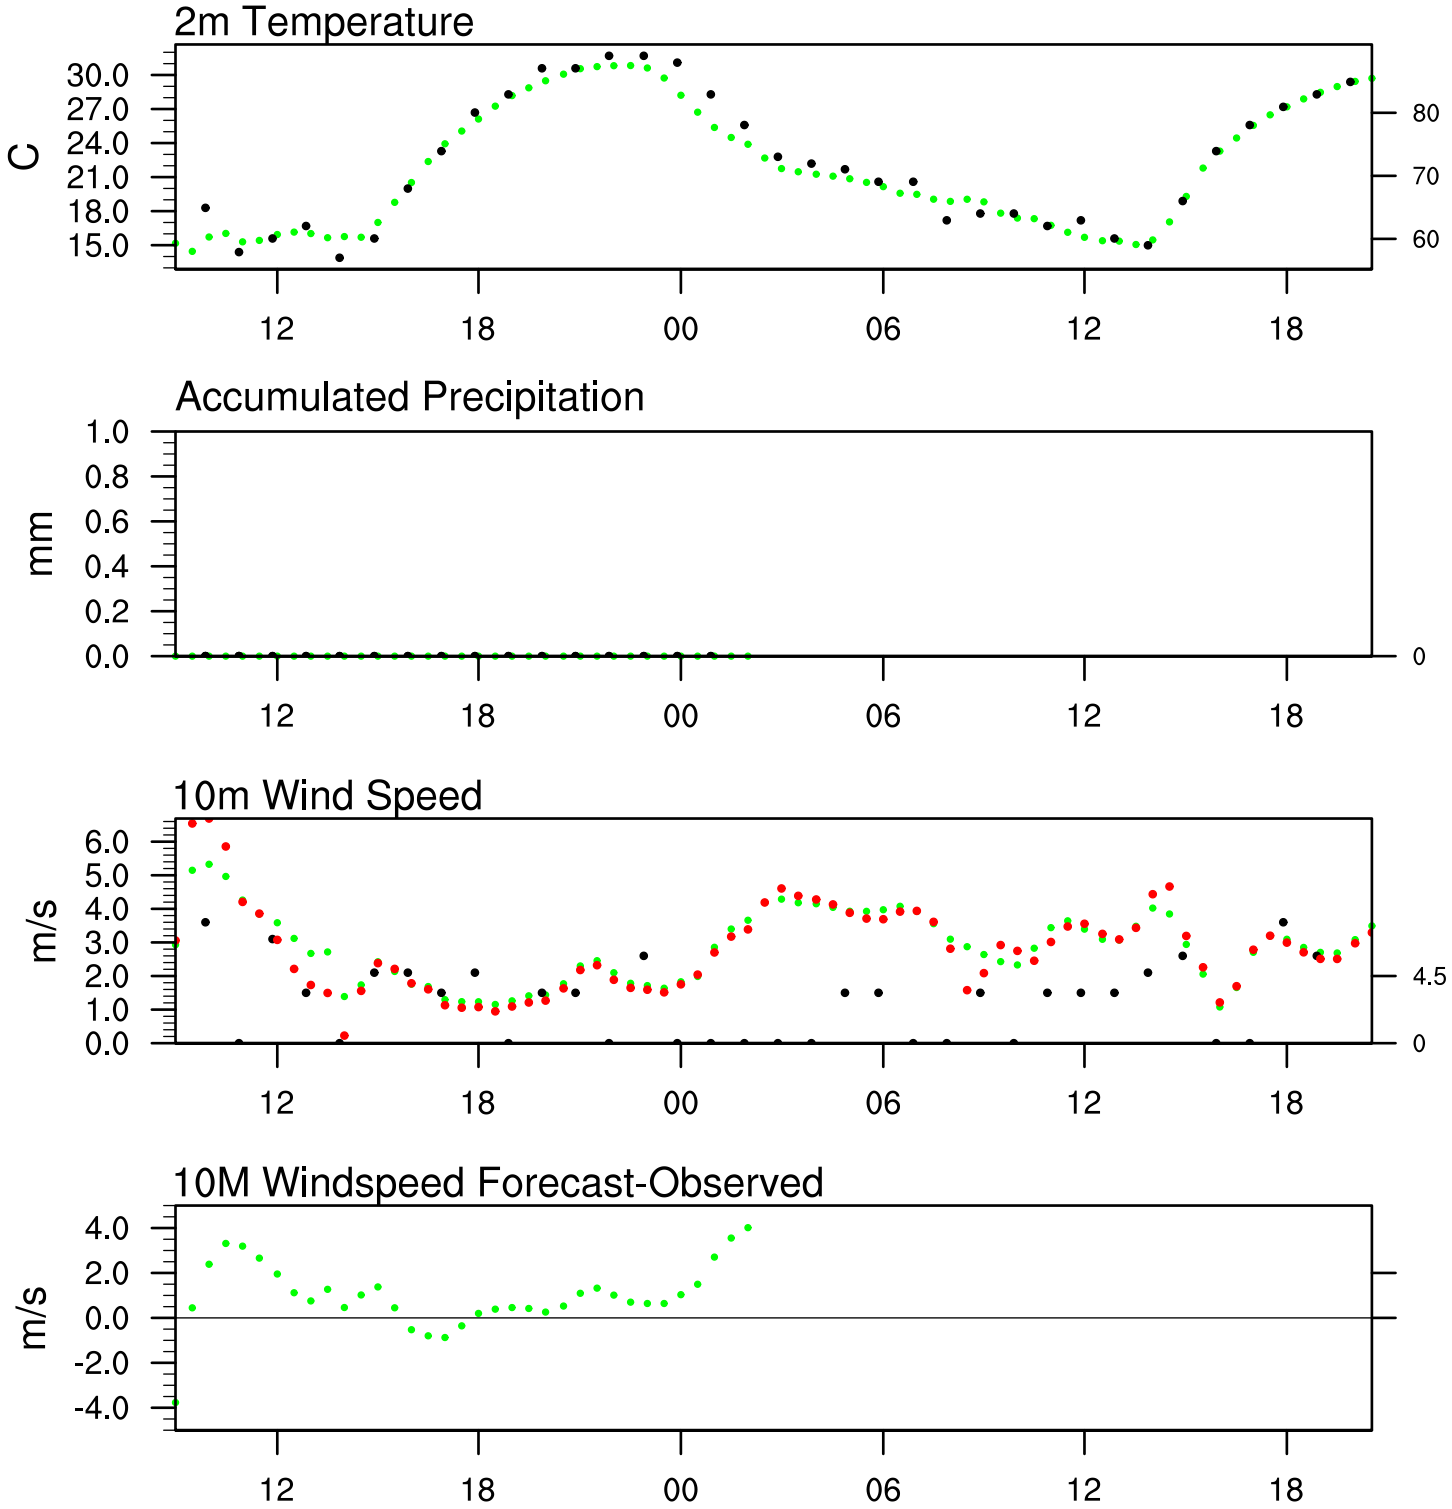 2m Temperature
30.0
27.0
24.0
21.0
18.0
15.0
C
80
70
60
12 18 00 06 12 18
Accumulated Precipitation
1.0
0.8
0.6
0.4
0.2
0.0
mm
0
12 18 00 06 12 18
10m Wind Speed
6.0
5.0
4.0
3.0
2.0
1.0
0.0
m/s
4.5
0
12 18 00 06 12 18
10M Windspeed Forecast-Observed
4.0
2.0
0.0
-2.0
-4.0
m/s
12 18 00 06 12 18